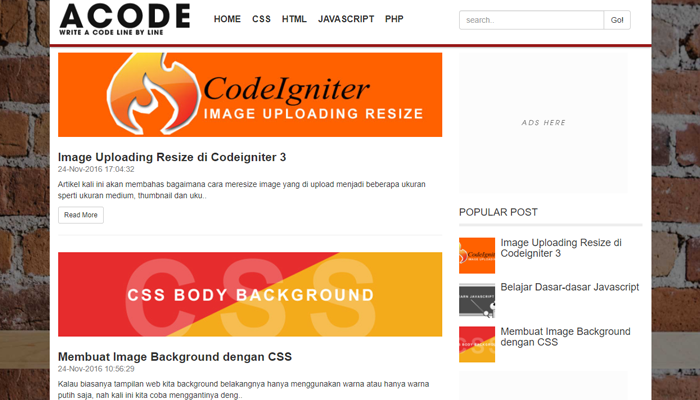 ACODE
WRITE A CODE LINE BY LINE
HOME CSS HTML JAVASCRIPT PHP
search..
Go!
CodeIgniter
IMAGE UPLOADING RESIZE
Image Uploading Resize di Codeigniter 3
24-Nov-2016 17:04:32
Artikel kali ini akan membahas bagaimana cara meresize image yang di upload menjadi beberapa ukuran
sperti ukuran medium, thumbnail dan uku..
Read More
CSS
CSS BODY BACKGROUND
Membuat Image Background dengan CSS
24-Nov-2016 10:56:29
Kalau biasanya tampilan web kita background belakangnya hanya menggunakan warna atau hanya warna
putih saja, nah kali ini kita coba menggantinya deng..
ADS HERE
POPULAR POST
Image Uploading Resize di
Codeigniter 3
Belajar Dasar-dasar Javascript
Membuat Image Background
dengan CSS